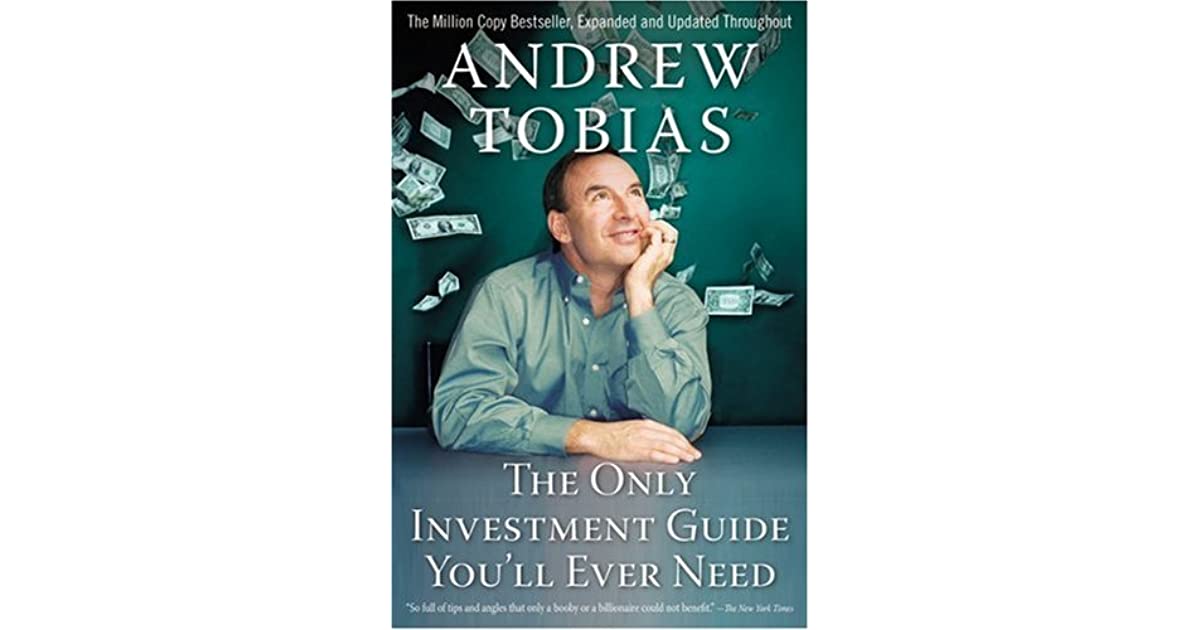 The Million Copy Bestseller, Expanded and Updated Throughout
ANDREW
TOBIAS
THE ONLY
INVESTMENT GUIDE
YOU'LL EVER NEED
"So full of tips and angles that only a booby or a billionaire could not benefit." —The New York Times